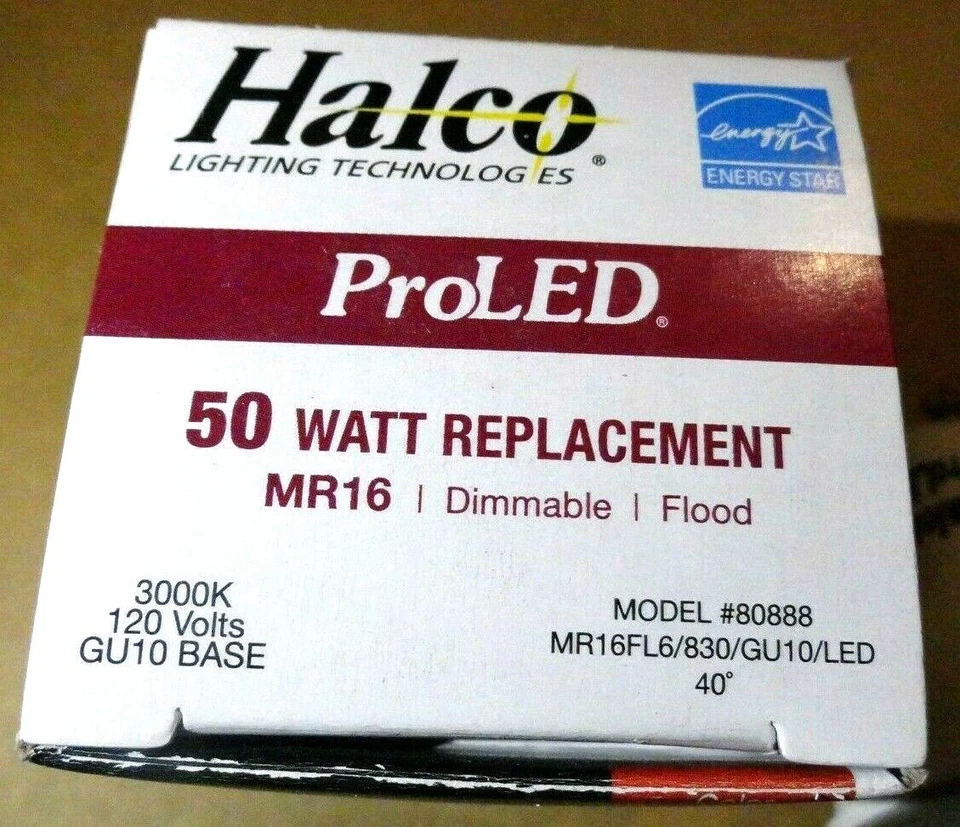 Halco®
LIGHTING TECHNOLOGIES
energy
ENERGY STAR
ProLED®
50 WATT REPLACEMENT
MR16 | Dimmable | Flood
3000K
120 Volts
GU10 BASE
MODEL #80888
MR16FL6/830/GU10/LED
40°